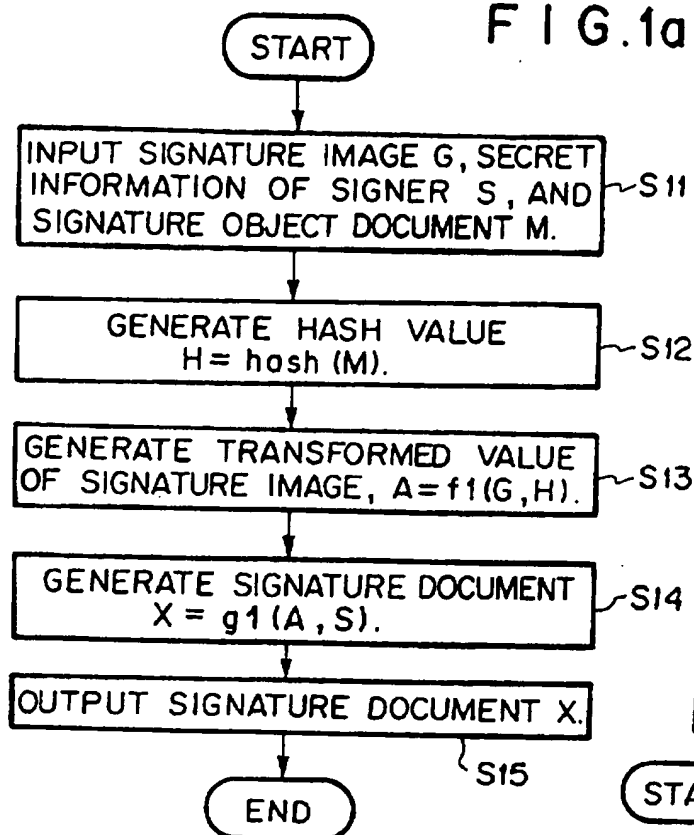 FIG.1a
START
INPUT SIGNATURE IMAGE G, SECRET
INFORMATION OF SIGNER S, AND
SIGNATURE OBJECT DOCUMENT M.
S11
GENERATE HASH VALUE
H = hash (M).
S12
GENERATE TRANSFORMED VALUE
OF SIGNATURE IMAGE, A=f1(G,H).
S13
GENERATE SIGNATURE DOCUMENT
X = g1(A,S).
S14
OUTPUT SIGNATURE DOCUMENT X.
S15
END
STA